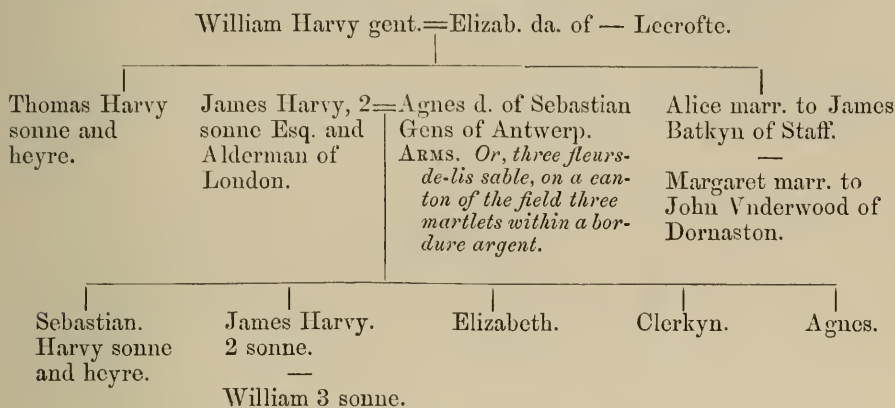 William Harvy gent.=Elizab. da. of — Leerofte.
Thomas Harvy
sonne and
heyre.
James Harvy, 2=
sonne Esq. and
Alderman of
London.
Agnes d. of Sebastian
Gens of Antwerp.
ARMS. Or, three fleurs-
de-lis sable, on a can-
ton of the field three
martlets within a bor-
dure argent.
Alice marr. to James
Batkyn of Staff.
—
Margaret marr. to
John Vnderwood of
Dornaston.
Sebastian.
Harvy sonne
and heyre.
James Harvy.
2 sonne.
—
William 3 sonne.
Elizabeth.
Clerkyn.
Agnes.